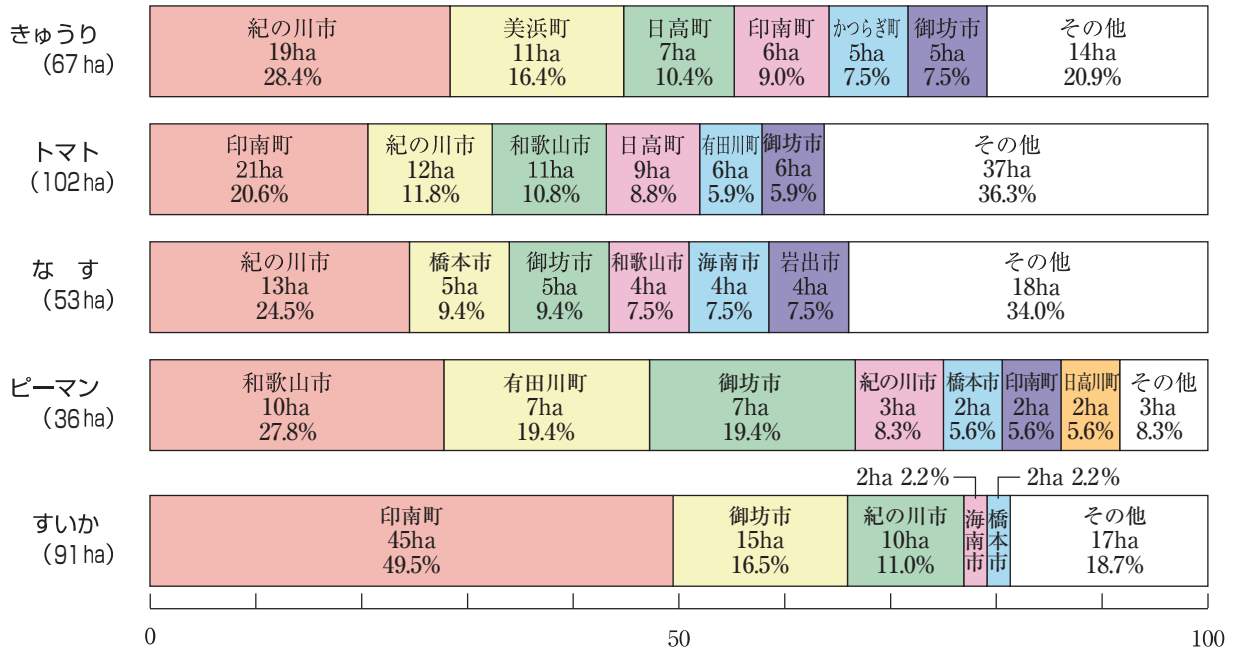 きゅうり
(67ha)
紀の川市
19ha
28.4%
美浜町
11ha
16.4%
日高町
7ha
10.4%
印南町
6ha
9.0%
かつらぎ町
5ha
7.5%
御坊市
5ha
7.5%
その他
14ha
20.9%
トマト
(102ha)
印南町
21ha
20.6%
紀の川市
12ha
11.8%
和歌山市
11ha
10.8%
日高町
9ha
8.8%
有田川町
6ha
5.9%
御坊市
6ha
5.9%
その他
37ha
36.3%
なす
(53ha)
紀の川市
13ha
24.5%
橋本市
5ha
9.4%
御坊市
5ha
9.4%
和歌山市
4ha
7.5%
海南市
4ha
7.5%
岩出市
4ha
7.5%
その他
18ha
34.0%
ピーマン
(36ha)
和歌山市
10ha
27.8%
有田川町
7ha
19.4%
御坊市
7ha
19.4%
紀の川市
3ha
8.3%
橋本市
2ha
5.6%
印南町
2ha
5.6%
日高川町
2ha
5.6%
その他
3ha
8.3%
すいか
(91ha)
印南町
45ha
49.5%
御坊市
15ha
16.5%
紀の川市
10ha
11.0%
2ha 2.2%
海南市
2ha 2.2%
橋本市
その他
17ha
18.7%
0
50
100